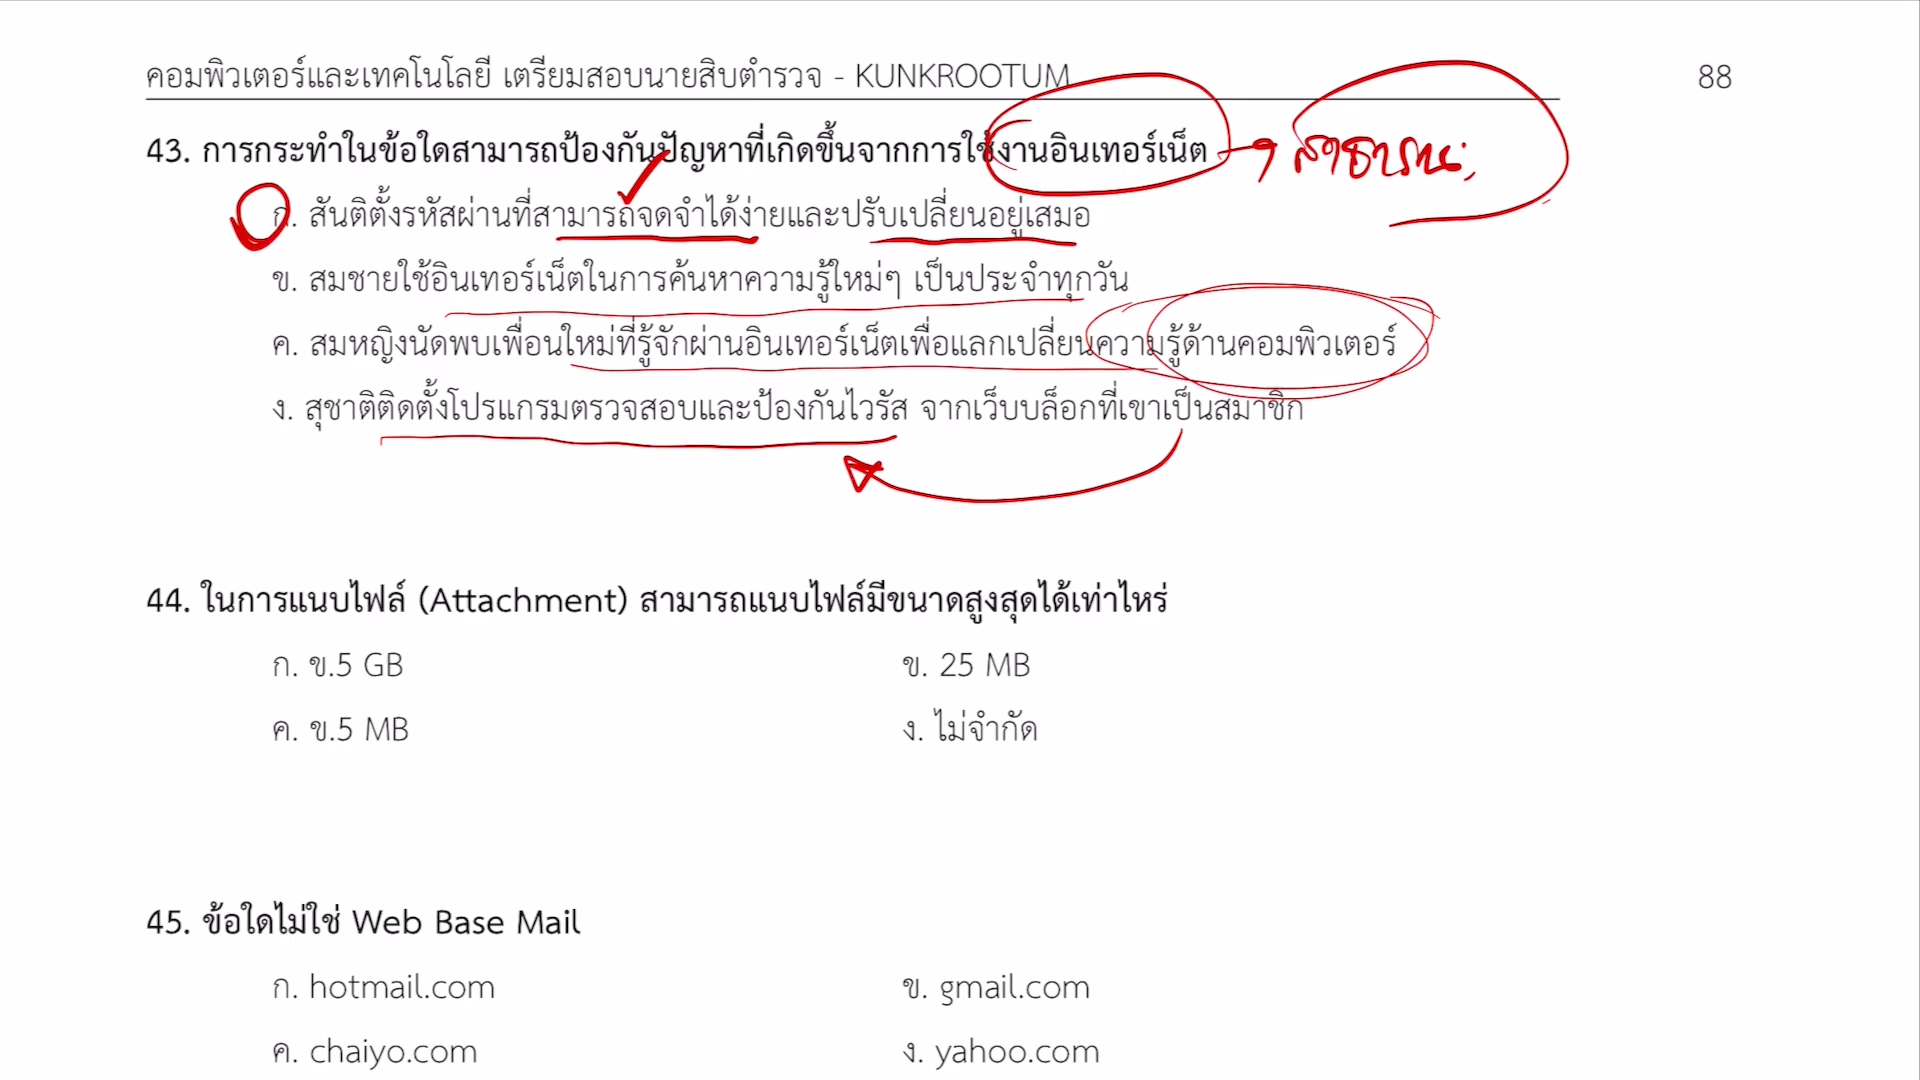 คอมพิวเตอร์และเทคโนโลยี เตรียมสอบนายสิบตำรวจ - KUNKROOTUM 88
43. การกระทำในข้อใดสามารถป้องกันปัญหาที่เกิดขึ้นจากการใช้งานอินเทอร์เน็ต
สาธารณะ
ก. สันติตั้งรหัสผ่านที่สามารถจดจำได้ง่ายและปรับเปลี่ยนอยู่เสมอ
ข. สมชายใช้อินเทอร์เน็ตในการค้นหาความรู้ใหม่ๆ เป็นประจำทุกวัน
ค. สมหญิงนัดพบเพื่อนใหม่ที่รู้จักผ่านอินเทอร์เน็ตเพื่อแลกเปลี่ยนความรู้ด้านคอมพิวเตอร์
ง. สุชาติติดตั้งโปรแกรมตรวจสอบและป้องกันไวรัส จากเว็บบล็อกที่เขาเป็นสมาชิก
44. ในการแนบไฟล์ (Attachment) สามารถแนบไฟล์มีขนาดสูงสุดได้เท่าไหร่
ก. ข.5 GB ข. 25 MB
ค. ข.5 MB ง. ไม่จำกัด
45. ข้อใดไม่ใช่ Web Base Mail
ก. hotmail.com ข. gmail.com
ค. chaiyo.com ง. yahoo.com